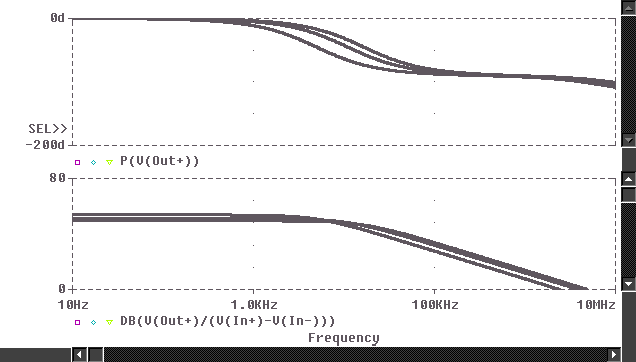 0d
SEL>>
-200d
P(V(Out+))
80
0
10HZ 1.0KHZ 100KHZ 10MHZ
DB(V(Out+)/(V(In+)-V(In-)))
Frequency